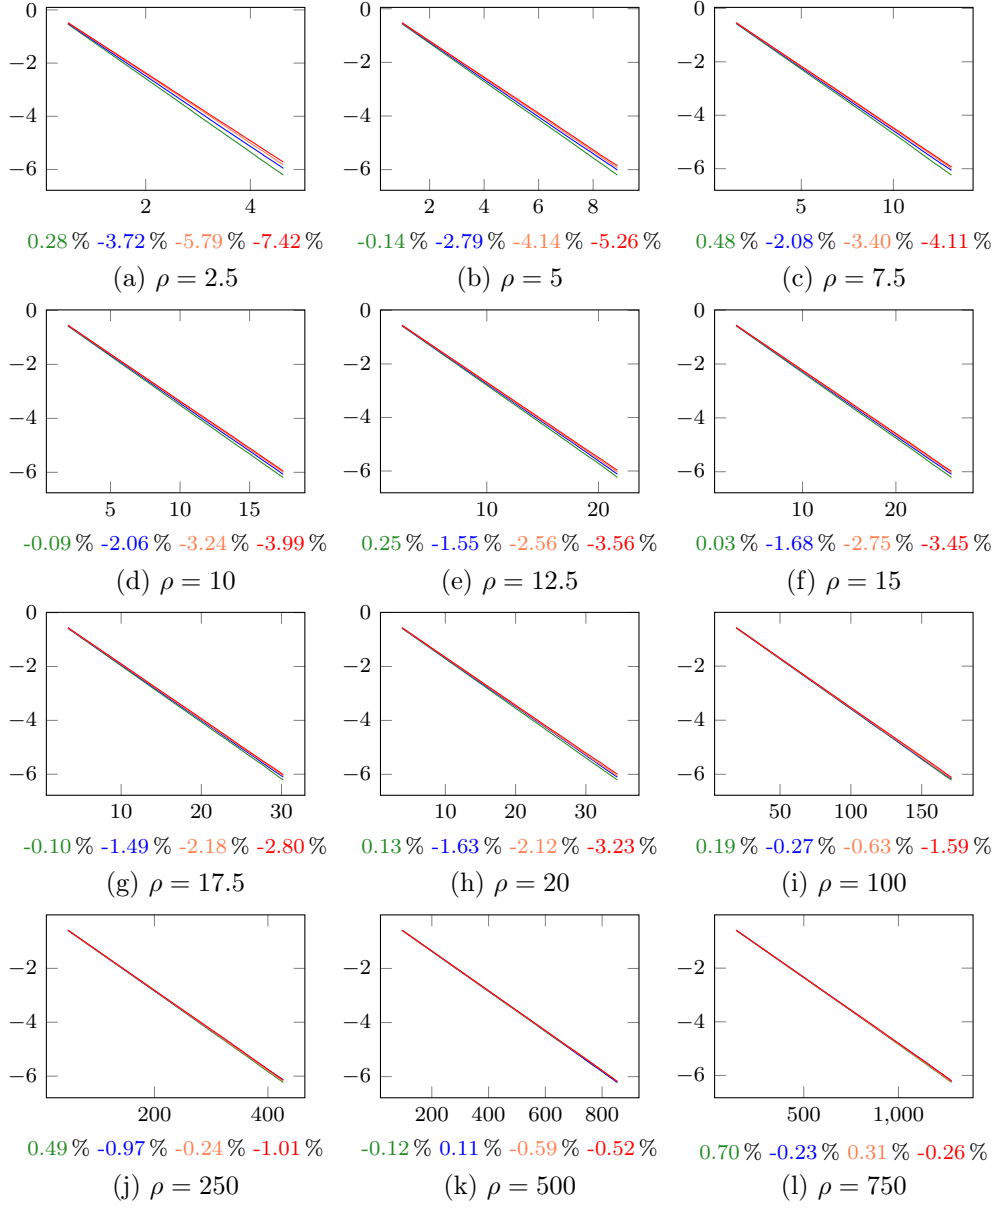 0
−2
−4
−6
2 4
0.28 % -3.72 % -5.79 % -7.42 %
(a) ρ = 2.5
0
−2
−4
−6
2 4 6 8
-0.14 % -2.79 % -4.14 % -5.26 %
(b) ρ = 5
0
−2
−4
−6
5 10
0.48 % -2.08 % -3.40 % -4.11 %
(c) ρ = 7.5
0
−2
−4
−6
5 10 15
-0.09 % -2.06 % -3.24 % -3.99 %
(d) ρ = 10
0
−2
−4
−6
10 20
0.25 % -1.55 % -2.56 % -3.56 %
(e) ρ = 12.5
0
−2
−4
−6
10 20
0.03 % -1.68 % -2.75 % -3.45 %
(f) ρ = 15
0
−2
−4
−6
10 20 30
-0.10 % -1.49 % -2.18 % -2.80 %
(g) ρ = 17.5
0
−2
−4
−6
10 20 30
0.13 % -1.63 % -2.12 % -3.23 %
(h) ρ = 20
0
−2
−4
−6
50 100 150
0.19 % -0.27 % -0.63 % -1.59 %
(i) ρ = 100
−2
−4
−6
200 400
0.49 % -0.97 % -0.24 % -1.01 %
(j) ρ = 250
−2
−4
−6
200 400 600 800
-0.12 % 0.11 % -0.59 % -0.52 %
(k) ρ = 500
−2
−4
−6
500 1,000
0.70 % -0.23 % 0.31 % -0.26 %
(l) ρ = 750